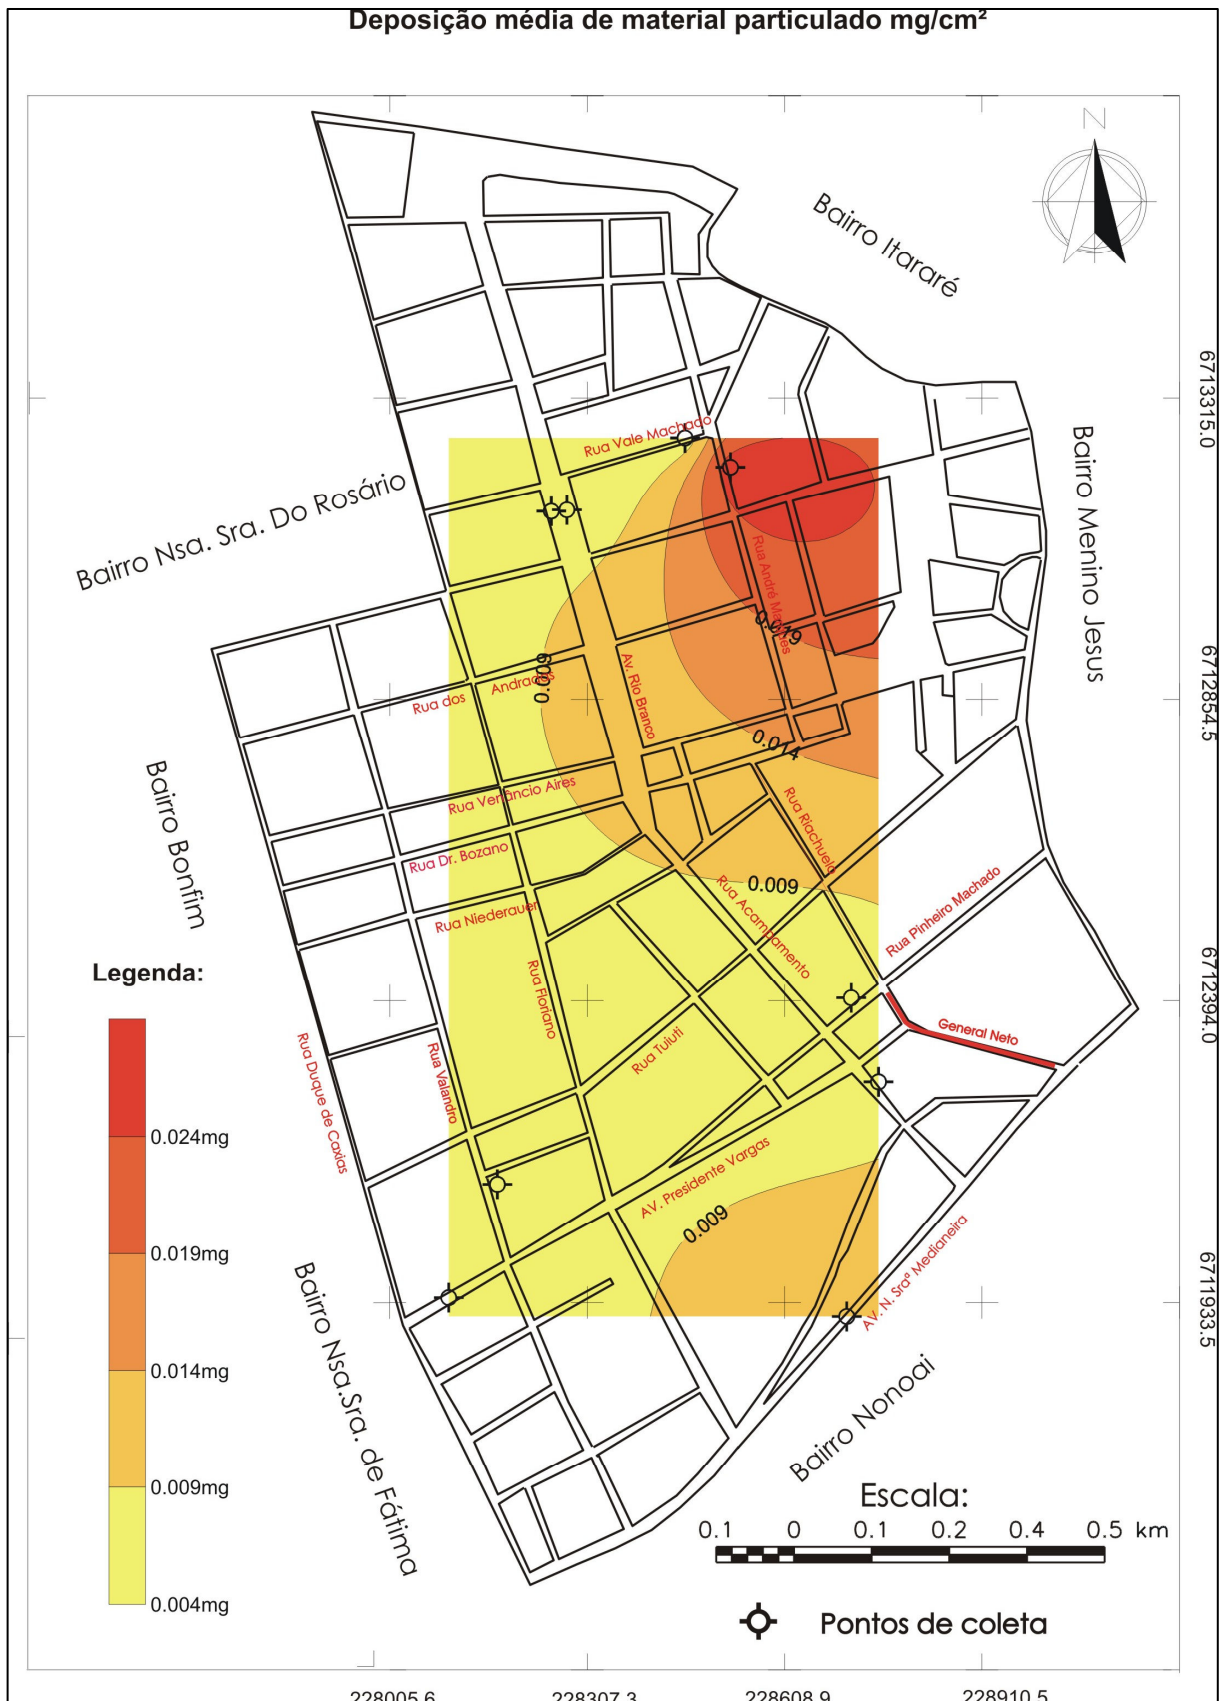 Deposição média de material particulado mg/cm²
N
Bairro Itararé
6713315.0
Rua Vale Machado
Bairro Menino Jesus
Bairro Nsa. Sra. Do Rosário
Rua André Marques
0.019
6712854.5
0.009
Rua dos Andradas
Av. Rio Branco
0.014
Bairro Bonfim
Rua Venâncio Aires
Rua Riachuelo
Rua Dr. Bozano
0.009
Rua Acampamento
Rua Pinheiro Machado
Rua Niederauer
Legenda:
Rua Floriano
6712394.0
General Neto
Rua Duque de Caxias
Rua Valandro
Rua Tuiuti
0.024mg
AV. Presidente Vargas
0.009
0.019mg
AV. N. Sraª Medianeira
6711933.5
Bairro Nsa.Sra. de Fátima
0.014mg
Bairro Nonoai
0.009mg
Escala:
0.1 0 0.1 0.2 0.4 0.5 km
0.004mg
Pontos de coleta
228005.6 228307.3 228608.9 228910.5